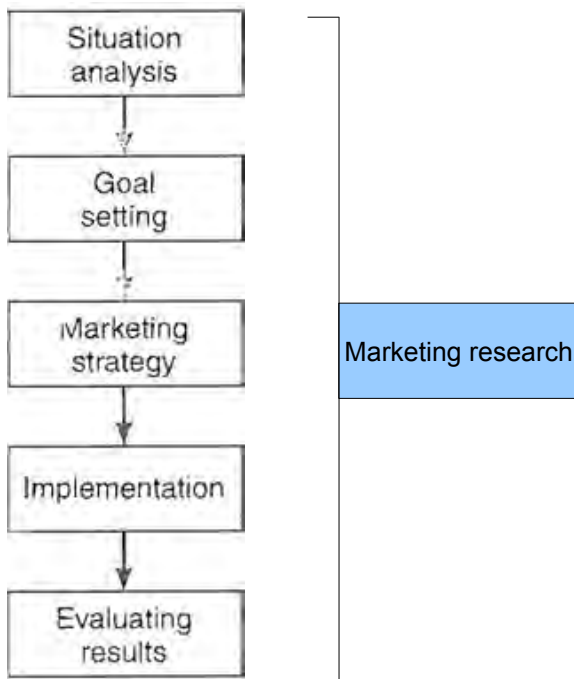 Situation
analysis
Goal
setting
Marketing
strategy
Marketing research
Implementation
Evaluating
results